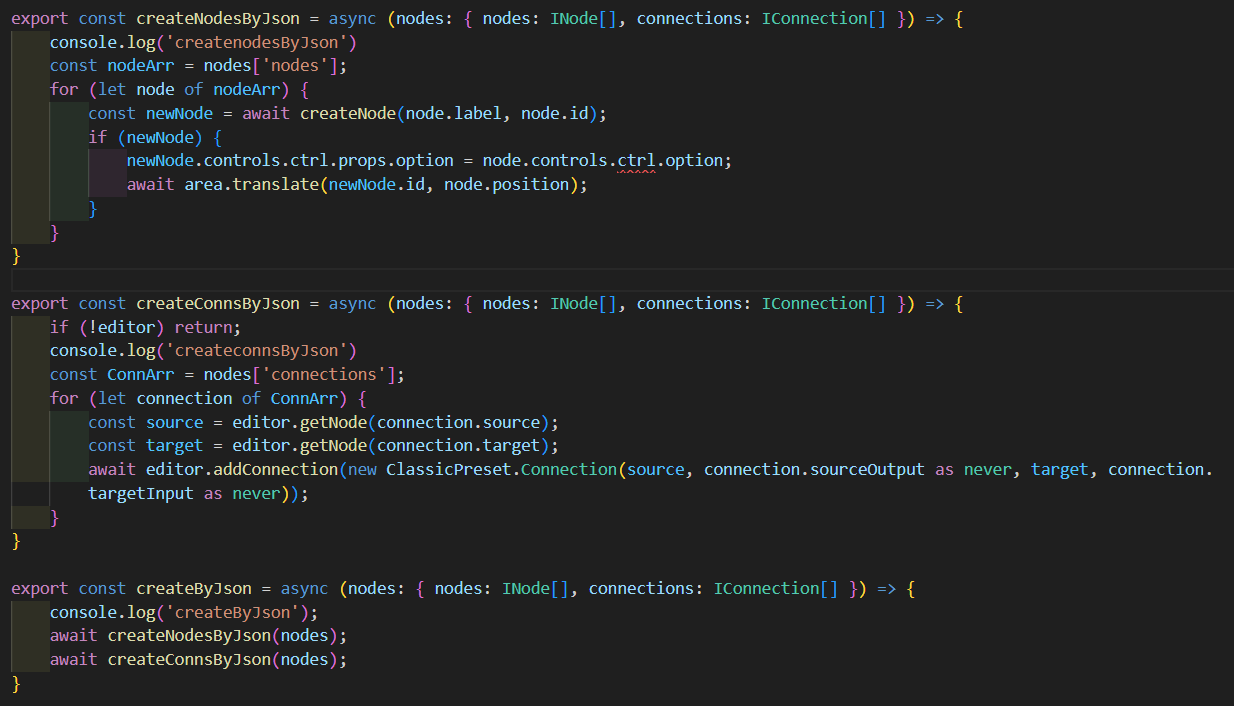 export const createNodesByJson = async (nodes: { nodes: INode[], connections: IConnection[] }) => {
    console.log('createnodesByJson')
    const nodeArr = nodes['nodes'];
    for (let node of nodeArr) {
        const newNode = await createNode(node.label, node.id);
        if (newNode) {
            newNode.controls.ctrl.props.option = node.controls.ctrl.option;
            await area.translate(newNode.id, node.position);
        }
    }
}
export const createConnsByJson = async (nodes: { nodes: INode[], connections: IConnection[] }) => {
    if (!editor) return;
    console.log('createconnsByJson')
    const ConnArr = nodes['connections'];
    for (let connection of ConnArr) {
        const source = editor.getNode(connection.source);
        const target = editor.getNode(connection.target);
        await editor.addConnection(new ClassicPreset.Connection(source, connection.sourceOutput as never, target, connection.
        targetInput as never));
    }
}
export const createByJson = async (nodes: { nodes: INode[], connections: IConnection[] }) => {
    console.log('createByJson');
    await createNodesByJson(nodes);
    await createConnsByJson(nodes);
}